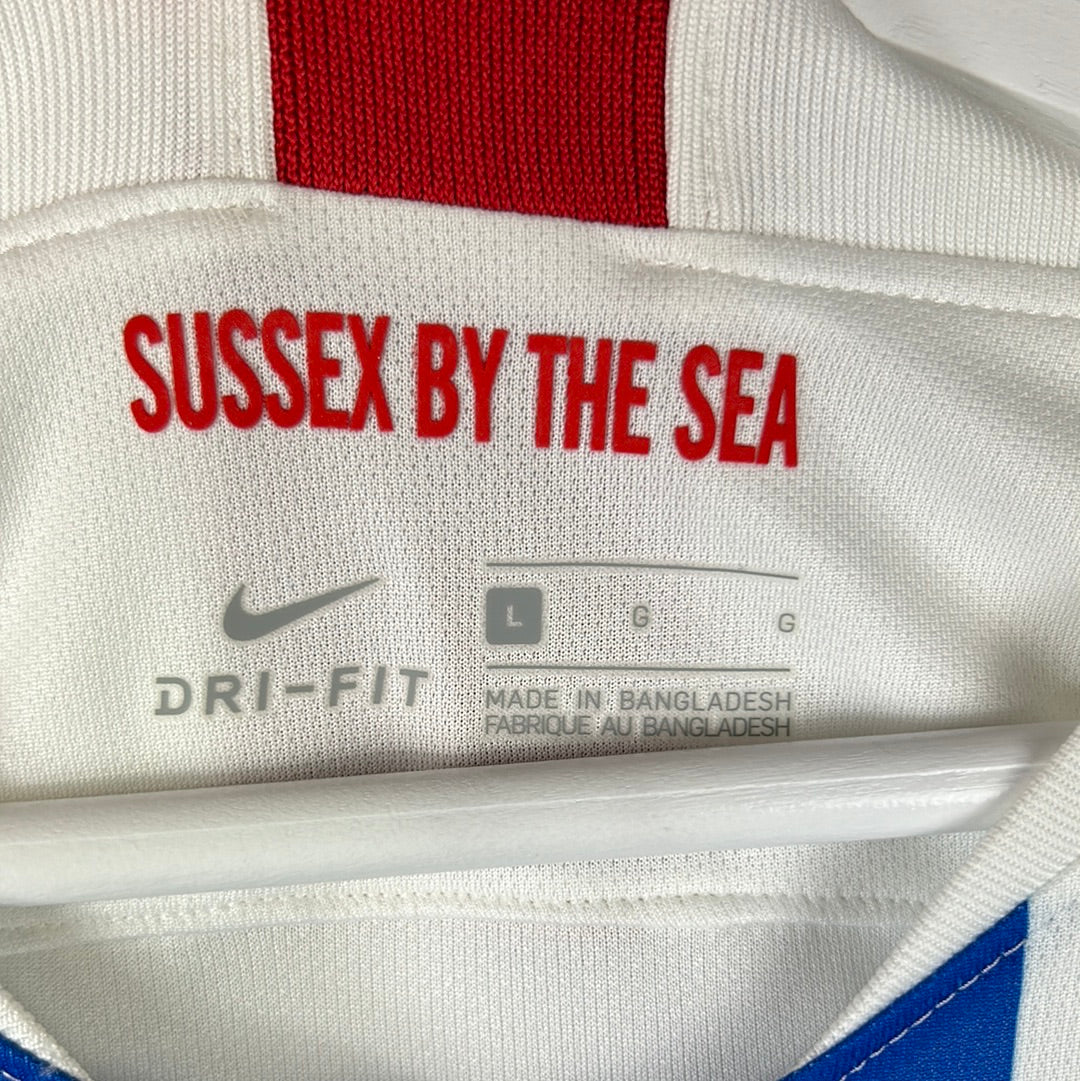 SUSSEX BY THE SEA
DRI-FIT
L G G
MADE IN BANGLADESH
FABRIQUE AU BANGLADESH